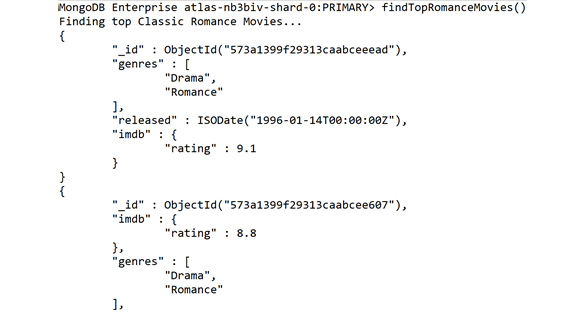 MongoDB Enterprise atlas-nb3biv-shard-0:PRIMARY> findTopRomanceMovies()
Finding top Classic Romance Movies...
{
        "_id" : ObjectId("573a1399f29313caabceeead"),
        "genres" : [
                "Drama",
                "Romance"
        ],
        "released" : ISODate("1996-01-14T00:00:00Z"),
        "imdb" : {
                "rating" : 9.1
        }
}
{
        "_id" : ObjectId("573a1399f29313caabcee607"),
        "imdb" : {
                "rating" : 8.8
        },
        "genres" : [
                "Drama",
                "Romance"
        ],